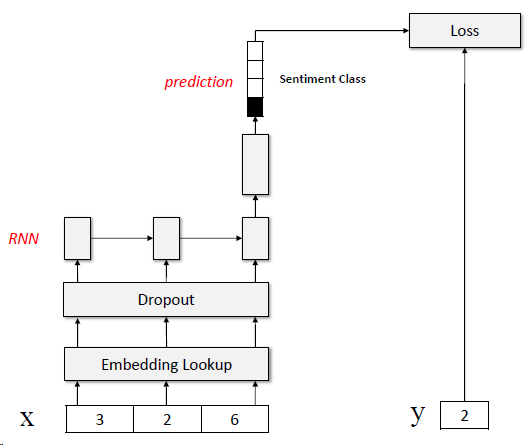 Loss
prediction
Sentiment Class
RNN
Dropout
Embedding Lookup
x 3 2 6
y 2